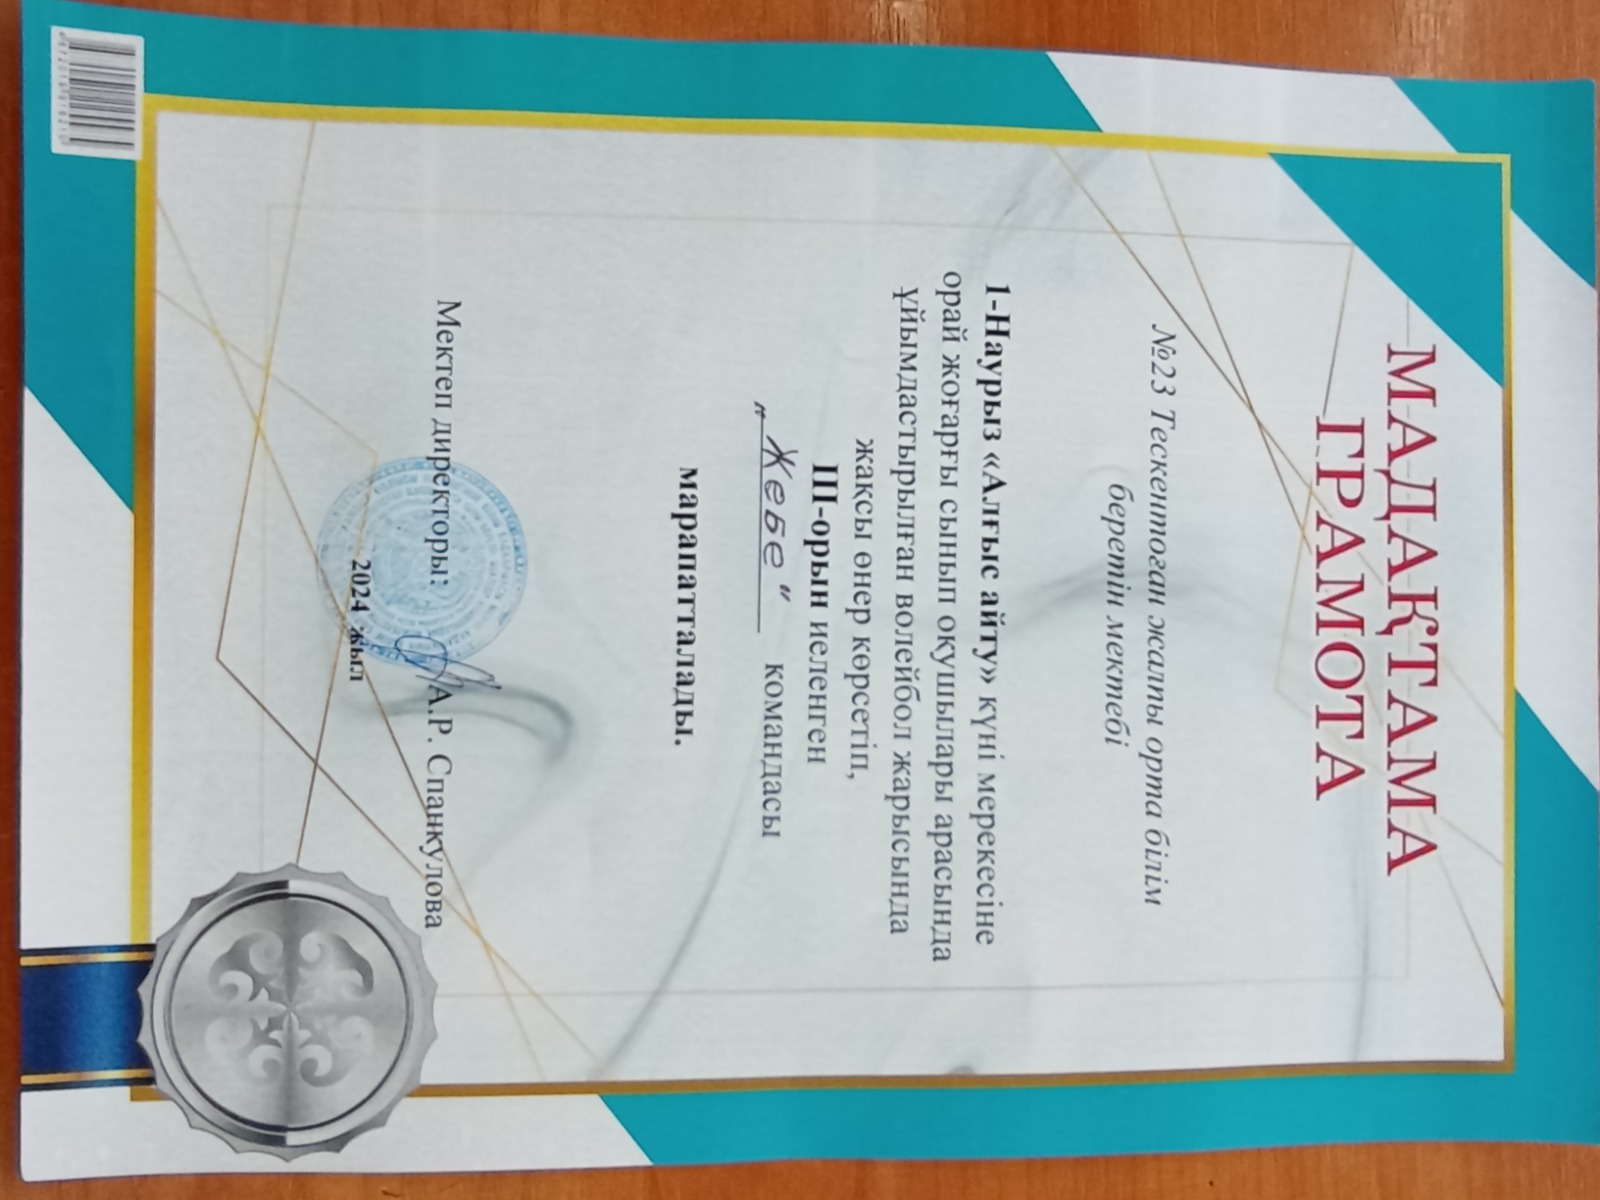 МАДАҚТАМА
ГРАМОТА
№23 Тескентоған жалпы орта білім
беретін мектебі
1-Наурыз «Алғыс айту» күні мерекесіне
орай жоғарғы сынып оқушылары арасында
ұйымдастырылған волейбол жарысында
жақсы өнер көрсетіп,
ІІІ-орын иеленген
„ Жебе " командасы
марапатталады.
Мектеп директоры: А.Р. Спанкулова
2024 жыл